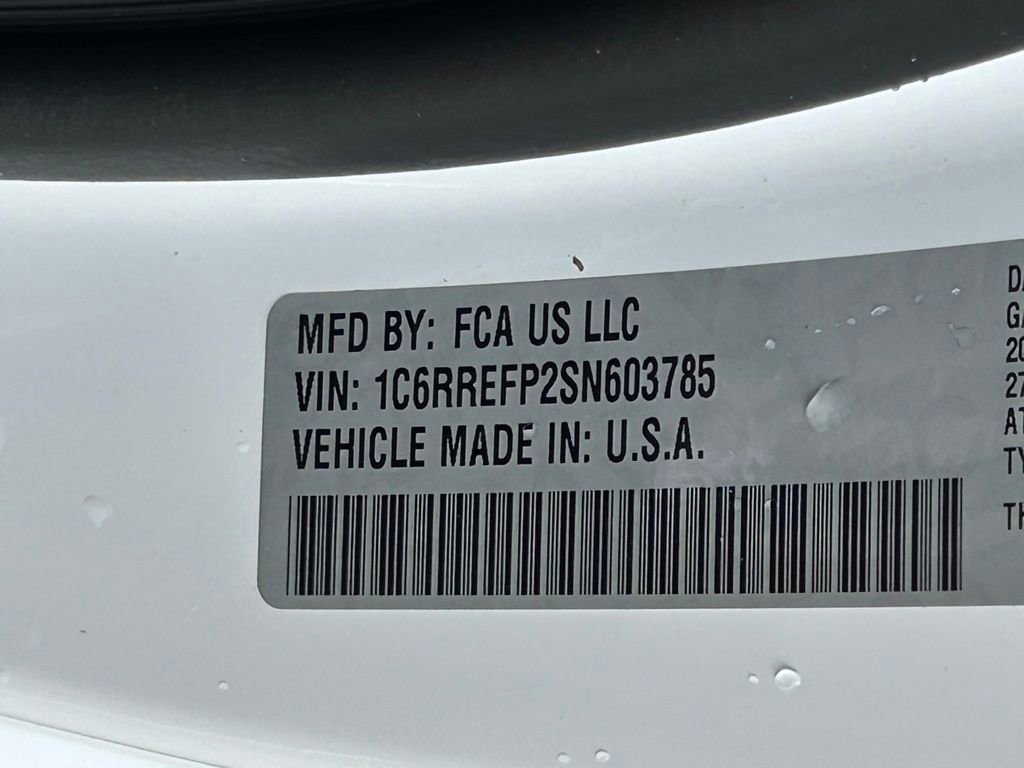 MFD BY: FCA US LLC
VIN: 1C6RREFP2SN603785
VEHICLE MADE IN: U.S.A.